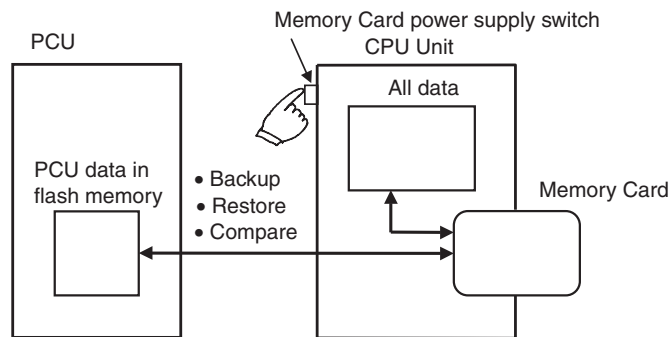 Memory Card power supply switch
PCU
CPU Unit
All data
PCU data in
flash memory
• Backup
• Restore
• Compare
Memory Card